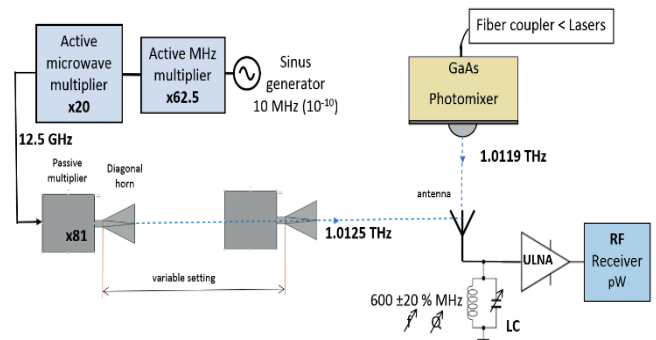 Fiber coupler < Lasers
Active
microwave
multiplier
x20
Active MHz
multiplier
x62.5
Sinus
generator
10 MHz (10⁻¹⁰)
GaAs
Photomixer
12.5 GHz
1.0119 THz
Passive
multiplier
Diagonal
horn
antenna
x81
1.0125 THz
variable setting
ULNA
RF
Receiver
pW
600 ±20 % MHz
f Q
LC